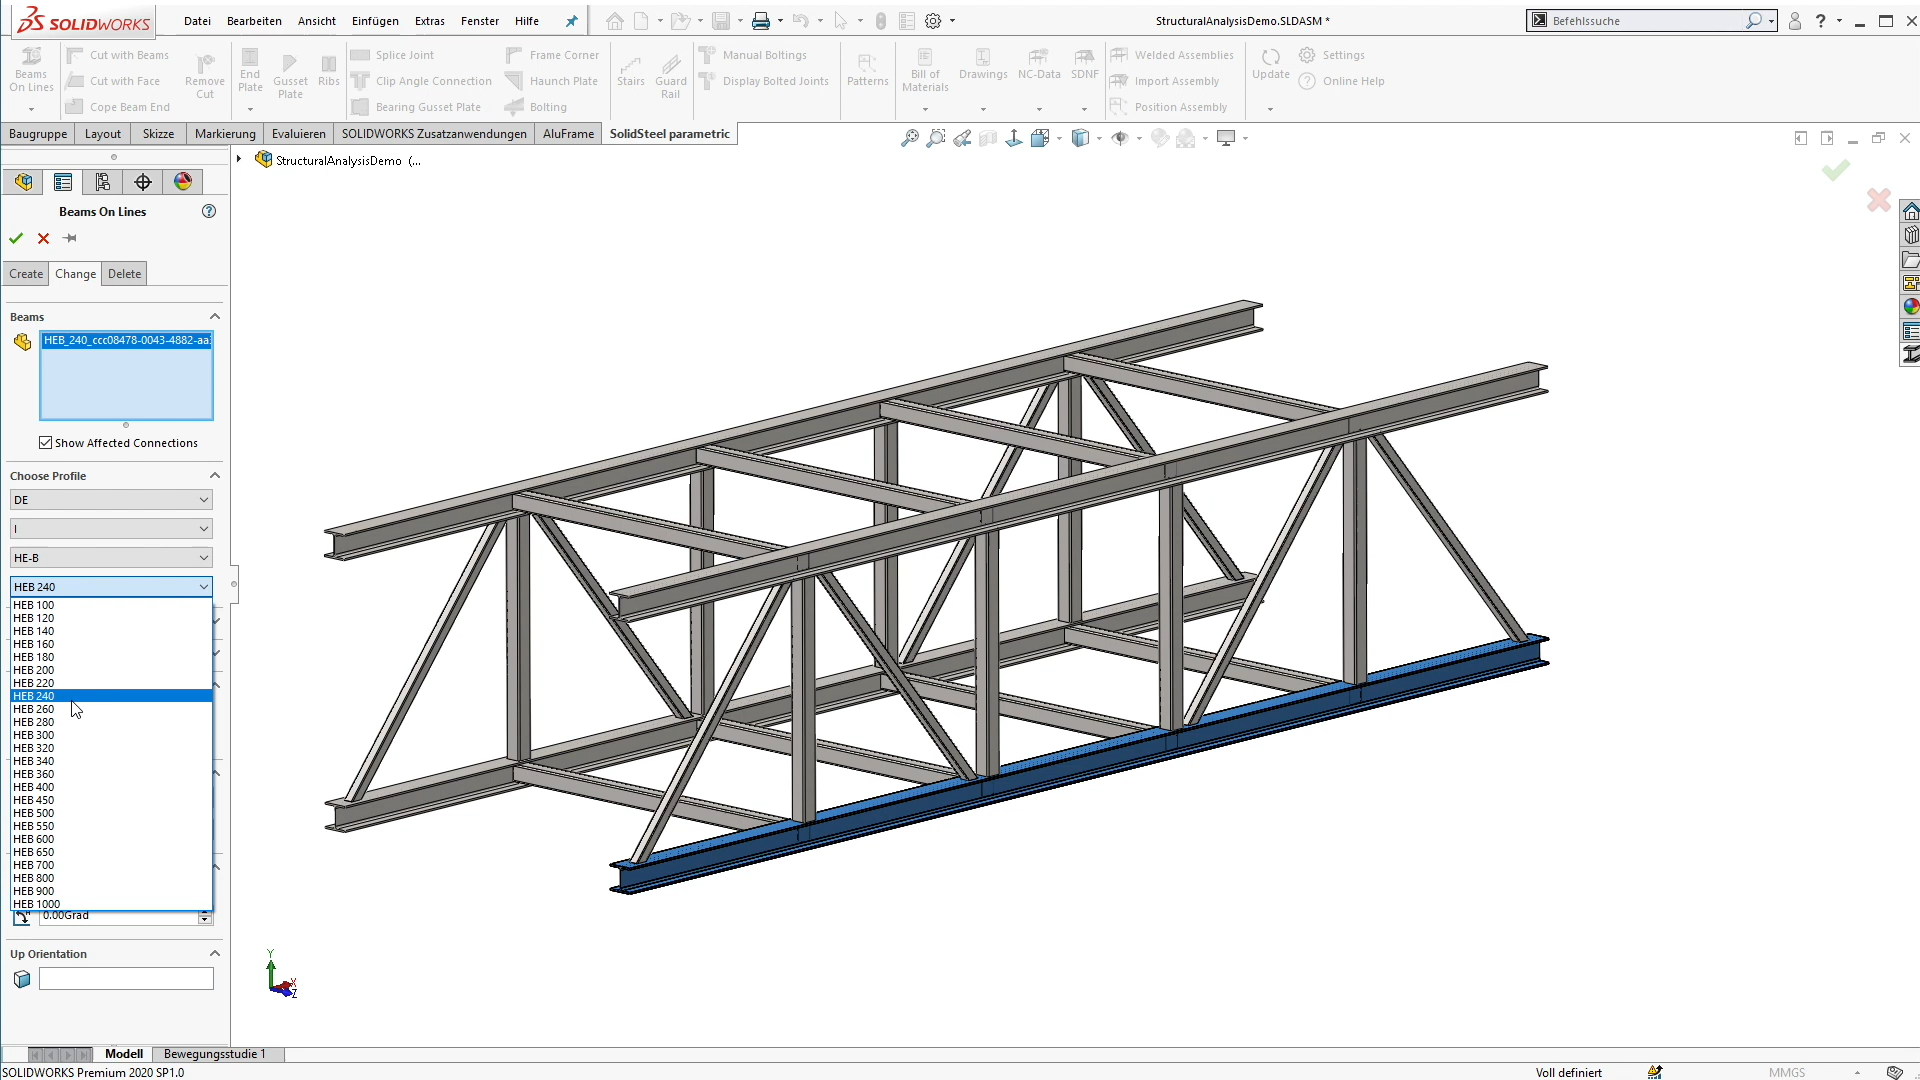 SOLIDWORKS
Datei Bearbeiten Ansicht Einfügen Extras Fenster Hilfe
StructuralAnalysisDemo.SLDASM *
Befehlssuche
Beams On Lines
Cut with Beams
Cut with Face
Cope Beam End
Remove Cut
End Plate
Gusset Plate
Ribs
Splice Joint
Clip Angle Connection
Bearing Gusset Plate
Frame Corner
Haunch Plate
Bolting
Stairs
Guard Rail
Manual Boltings
Display Bolted Joints
Patterns
Bill of Materials
Drawings
NC-Data
SDNF
Welded Assemblies
Import Assembly
Position Assembly
Update
Settings
Online Help
Baugruppe Layout Skizze Markierung Evaluieren SOLIDWORKS Zusatzanwendungen AluFrame SolidSteel parametric
StructuralAnalysisDemo (...
Beams On Lines
Create Change Delete
Beams
HEB_240_ccc08478-0043-4882-aa
Show Affected Connections
Choose Profile
DE
I
HE-B
HEB 240
HEB 100
HEB 120
HEB 140
HEB 160
HEB 180
HEB 200
HEB 220
HEB 240
HEB 260
HEB 280
HEB 300
HEB 320
HEB 340
HEB 360
HEB 400
HEB 450
HEB 500
HEB 550
HEB 600
HEB 650
HEB 700
HEB 800
HEB 900
HEB 1000
0.00Grad
Up Orientation
Y
X
Z
Modell Bewegungsstudie 1
SOLIDWORKS Premium 2020 SP1.0
Voll definiert
MMGS